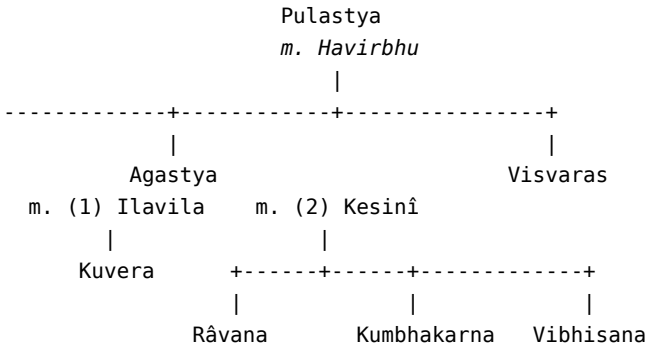 Pulastya
m. Havirbhu
|
-------------+------------+----------------+
| |
Agastya Visvaras
m. (1) Ilavila m. (2) Kesinî
| |
Kuvera +------+------+-------------+
| | |
Râvana Kumbhakarna Vibhisana